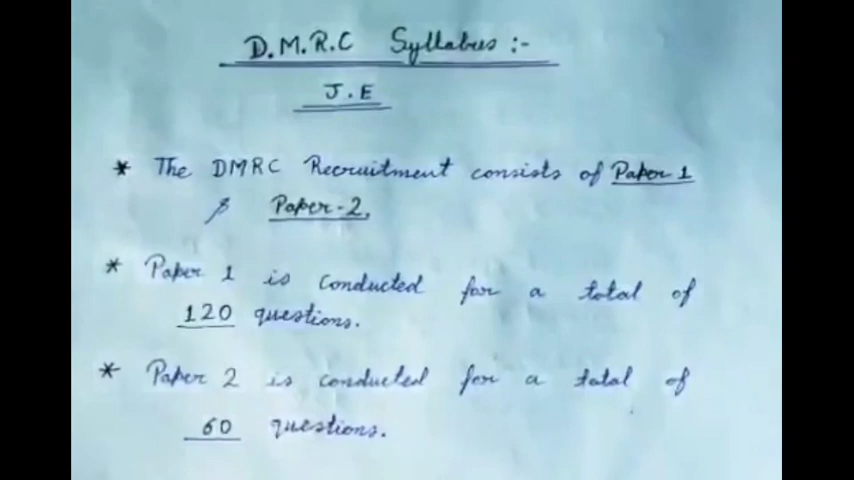 D.M.R.C Syllabus :-
J.E
* The DMRC Recruitment consists of Paper 1
& Paper-2.
* Paper 1 is conducted for a total of
120 questions.
* Paper 2 is conducted for a total of
60 questions.